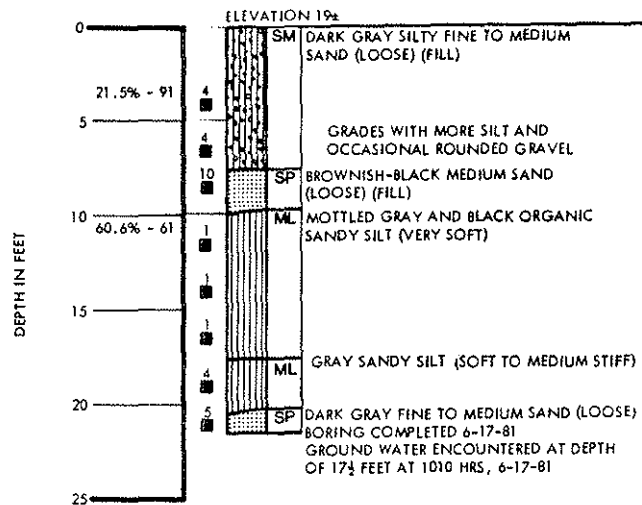 ELEVATION 19±
0
SM
DARK GRAY SILTY FINE TO MEDIUM
SAND (LOOSE) (FILL)
21.5% - 91
4
5
4
GRADES WITH MORE SILT AND
OCCASIONAL ROUNDED GRAVEL
10
SP
BROWNISH-BLACK MEDIUM SAND
(LOOSE) (FILL)
10
ML
MOTTLED GRAY AND BLACK ORGANIC
SANDY SILT (VERY SOFT)
60.6% - 61
1
DEPTH IN FEET
1
15
1
ML
GRAY SANDY SILT (SOFT TO MEDIUM STIFF)
4
20
5
SP
DARK GRAY FINE TO MEDIUM SAND (LOOSE)
BORING COMPLETED 6-17-81
GROUND WATER ENCOUNTERED AT DEPTH
OF 17½ FEET AT 1010 HRS, 6-17-81
25